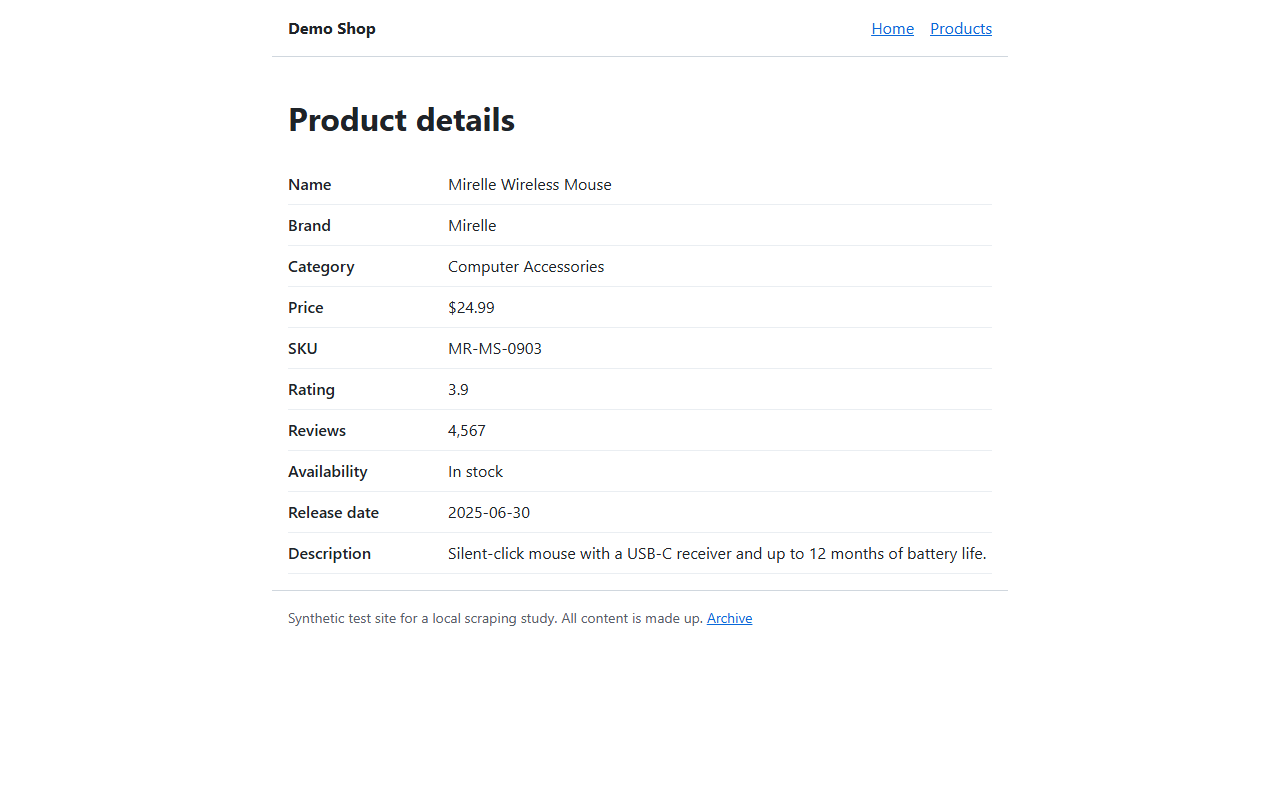 Demo Shop Home Products
Product details
Name Mirelle Wireless Mouse
Brand Mirelle
Category Computer Accessories
Price $24.99
SKU MR-MS-0903
Rating 3.9
Reviews 4,567
Availability In stock
Release date 2025-06-30
Description Silent-click mouse with a USB-C receiver and up to 12 months of battery life.
Synthetic test site for a local scraping study. All content is made up. Archive